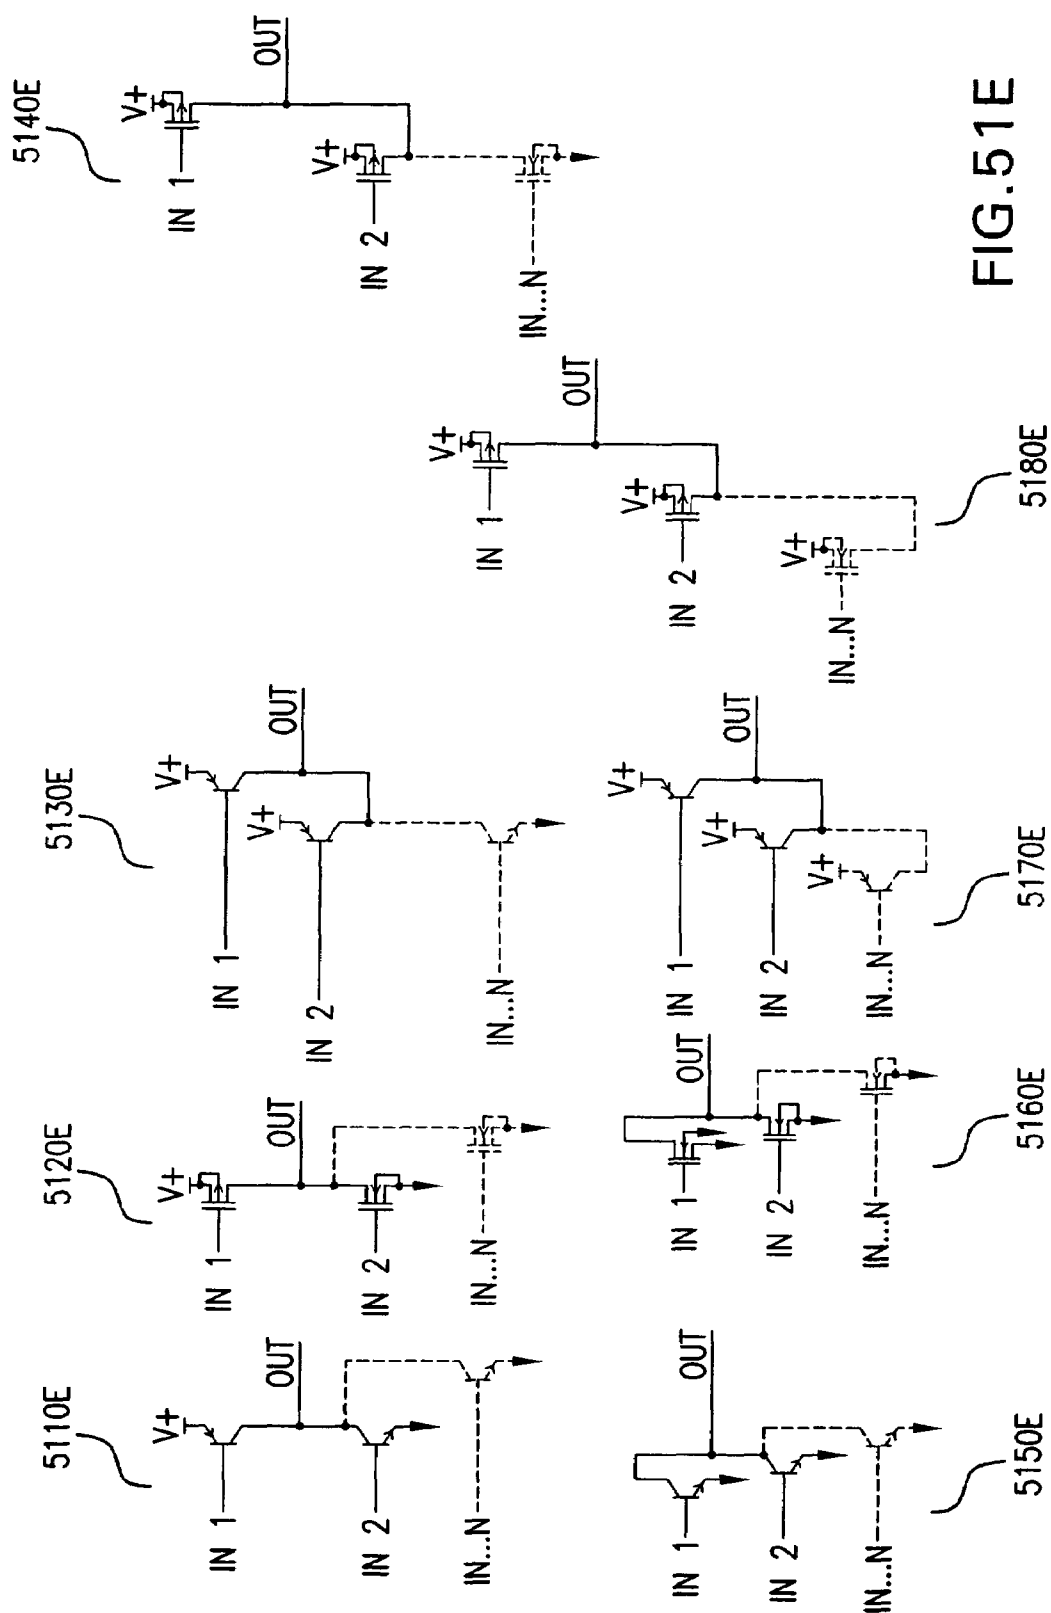 5110E
V+
IN 1
OUT
IN 2
IN...N
5120E
V+
IN 1
OUT
IN 2
IN...N
5130E
V+
IN 1
OUT
V+
IN 2
IN...N
5140E
V+
IN 1
OUT
V+
IN 2
IN...N
5150E
OUT
IN 1
IN 2
IN...N
5160E
OUT
IN 1
IN 2
IN...N
5170E
V+
IN 1
OUT
V+
IN 2
V+
IN...N
5180E
V+
IN 1
OUT
V+
IN 2
V+
IN...N
FIG.51E